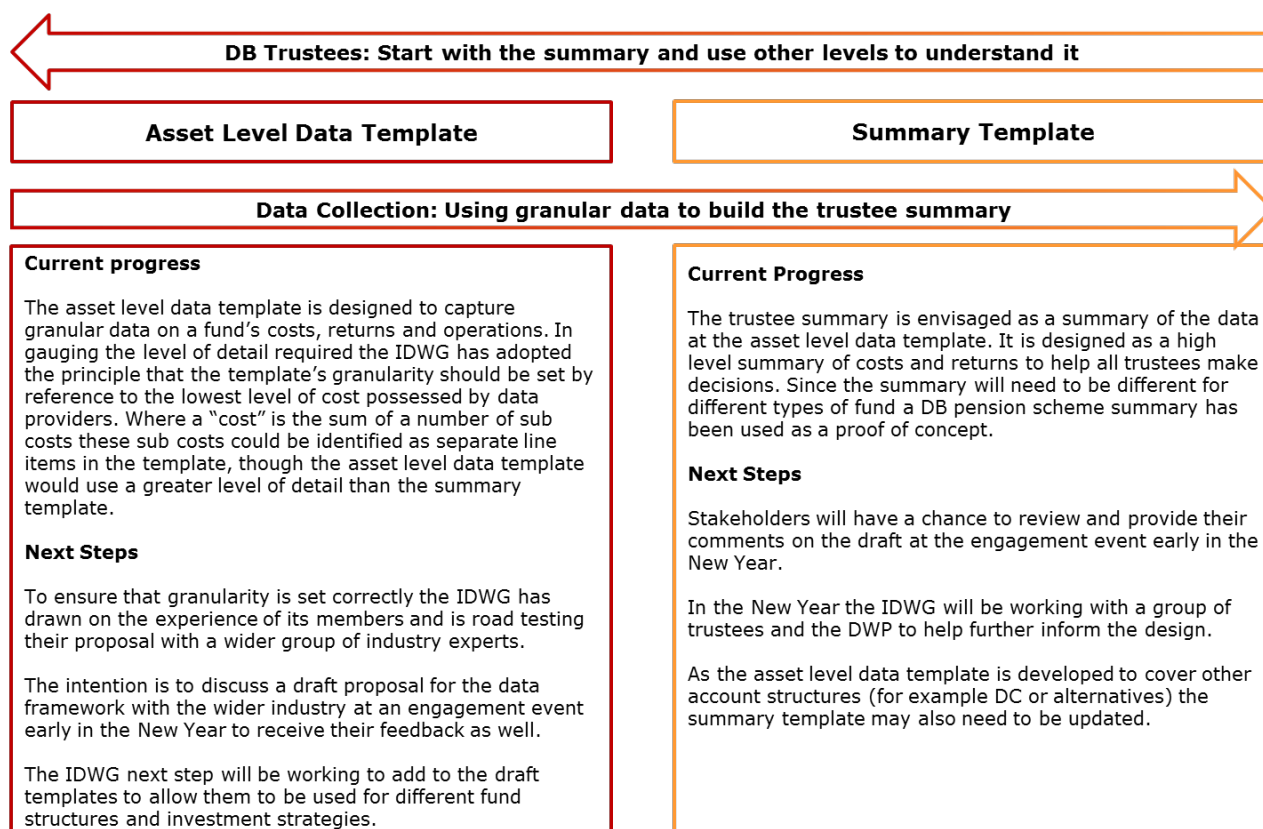 DB Trustees: Start with the summary and use other levels to understand it
Asset Level Data Template
Summary Template
Data Collection: Using granular data to build the trustee summary
Current progress
The asset level data template is designed to capture
granular data on a fund's costs, returns and operations. In
gauging the level of detail required the IDWG has adopted
the principle that the template's granularity should be set by
reference to the lowest level of cost possessed by data
providers. Where a “cost” is the sum of a number of sub
costs these sub costs could be identified as separate line
items in the template, though the asset level data template
would use a greater level of detail than the summary
template.
Next Steps
To ensure that granularity is set correctly the IDWG has
drawn on the experience of its members and is road testing
their proposal with a wider group of industry experts.
The intention is to discuss a draft proposal for the data
framework with the wider industry at an engagement event
early in the New Year to receive their feedback as well.
The IDWG next step will be working to add to the draft
templates to allow them to be used for different fund
structures and investment strategies.
Current Progress
The trustee summary is envisaged as a summary of the data
at the asset level data template. It is designed as a high
level summary of costs and returns to help all trustees make
decisions. Since the summary will need to be different for
different types of fund a DB pension scheme summary has
been used as a proof of concept.
Next Steps
Stakeholders will have a chance to review and provide their
comments on the draft at the engagement event early in the
New Year.
In the New Year the IDWG will be working with a group of
trustees and the DWP to help further inform the design.
As the asset level data template is developed to cover other
account structures (for example DC or alternatives) the
summary template may also need to be updated.